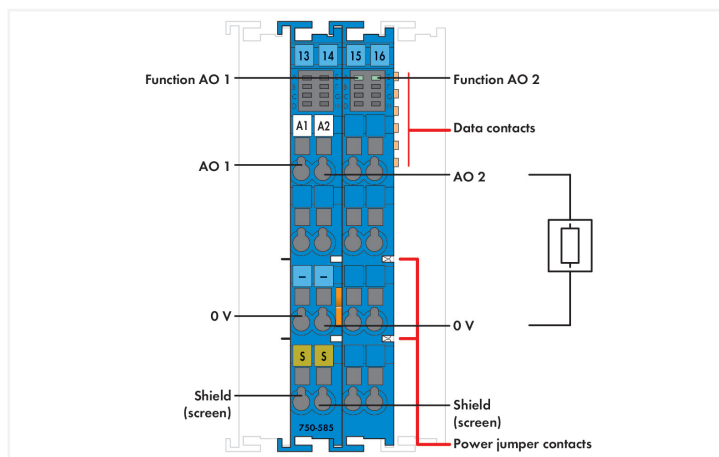 13 14 15 16
Function AO 1
Function AO 2
A1 A2
Data contacts
AO 1
AO 2
– –
0 V
0 V
S S
Shield
(screen)
Shield
(screen)
750-585
Power jumper contacts